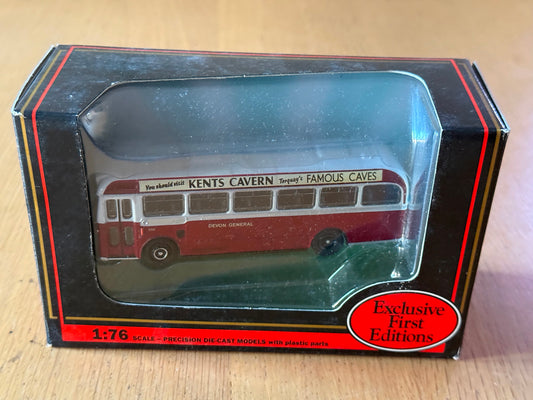 You should visit KENTS CAVERN Torquay's FAMOUS CAVES
DEVON GENERAL
Exclusive
First
Editions
1:76 SCALE – PRECISION DIE-CAST MODELS with plastic parts